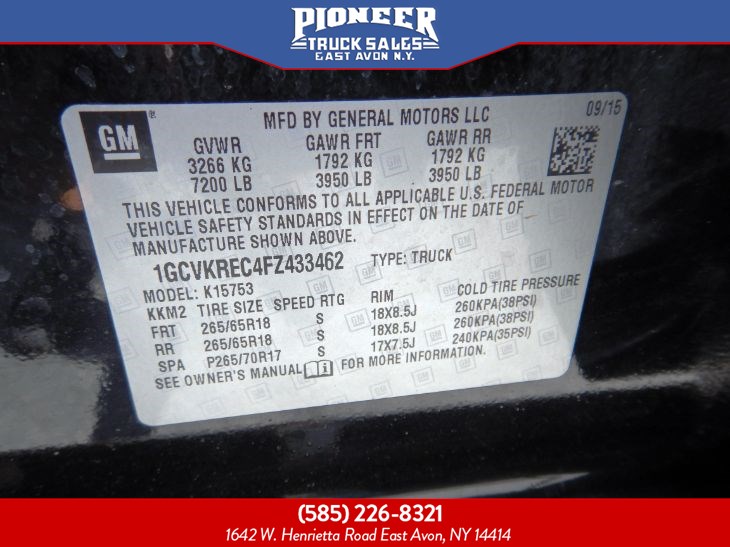 PIONEER
TRUCK SALES
EAST AVON N.Y.
GM ®
MFD BY GENERAL MOTORS LLC
09/15
GVWR GAWR FRT GAWR RR
3266 KG 1792 KG 1792 KG
7200 LB 3950 LB 3950 LB
THIS VEHICLE CONFORMS TO ALL APPLICABLE U.S. FEDERAL MOTOR
VEHICLE SAFETY STANDARDS IN EFFECT ON THE DATE OF
MANUFACTURE SHOWN ABOVE.
1GCVKREC4FZ433462 TYPE: TRUCK
MODEL: K15753
KKM2 TIRE SIZE SPEED RTG RIM COLD TIRE PRESSURE
FRT 265/65R18 S 18X8.5J 260KPA(38PSI)
RR 265/65R18 S 18X8.5J 260KPA(38PSI)
SPA P265/70R17 S 17X7.5J 240KPA(35PSI)
SEE OWNER'S MANUAL FOR MORE INFORMATION.
(585) 226-8321
1642 W. Henrietta Road East Avon, NY 14414